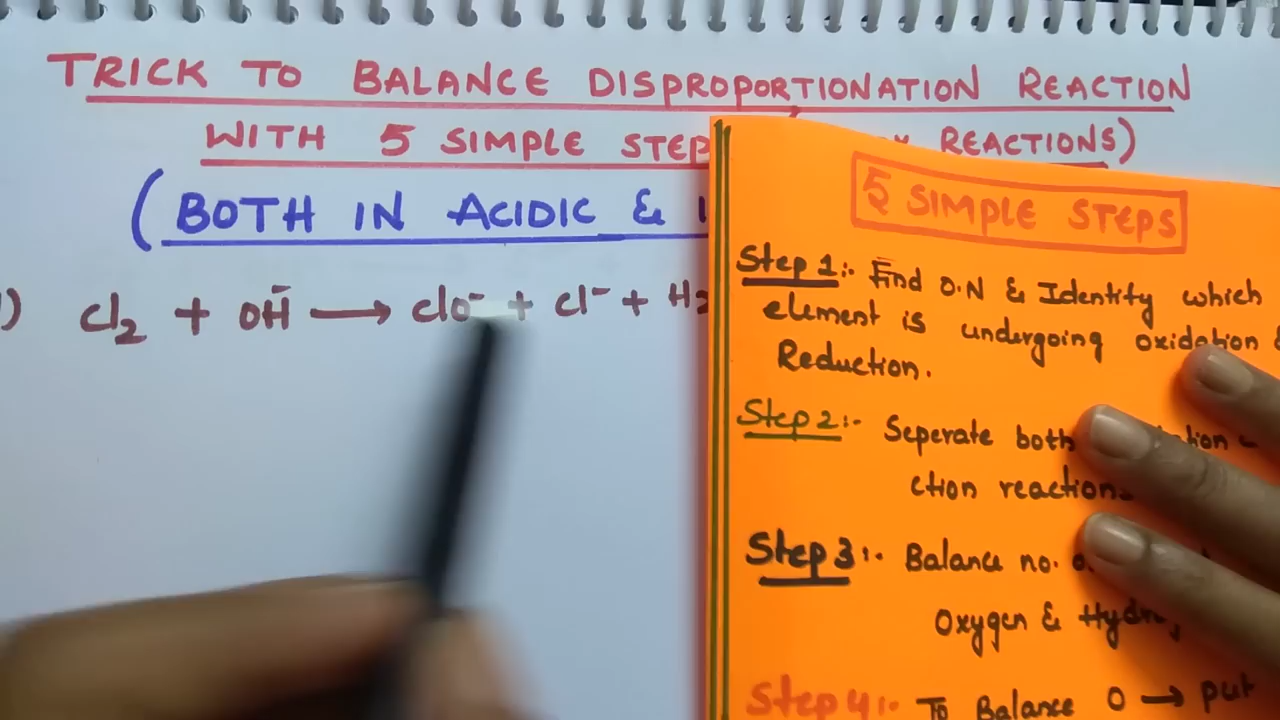 TRICK TO BALANCE DISPROPORTIONATION REACTION
WITH 5 SIMPLE STEP REACTIONS)
(BOTH IN ACIDIC &
1) Cl2 + OH- → ClO- + Cl- + H2
5 SIMPLE STEPS
Step 1:- Find O.N & Identify which
element is undergoing oxidation &
Reduction.
Step 2:- Seperate both
ction reactions
Step 3:- Balance no.
Oxygen &
Step 4:- To Balance O → put